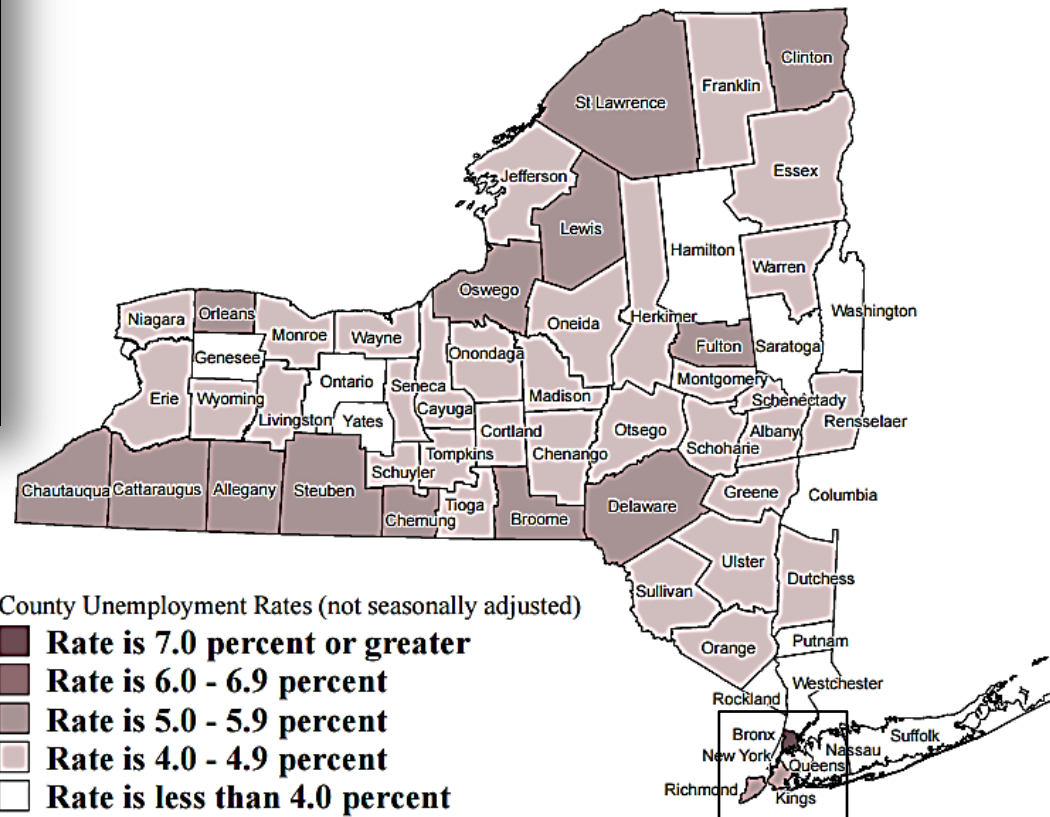 Clinton
Franklin
St Lawrence
Essex
Jefferson
Lewis
Hamilton
Warren
Oswego
Washington
Niagara
Orleans
Oneida
Herkimer
Monroe
Wayne
Fulton
Saratoga
Genesee
Onondaga
Ontario
Seneca
Montgomery
Erie
Wyoming
Madison
Schenectady
Livingston
Yates
Cayuga
Cortland
Otsego
Albany
Rensselaer
Schoharie
Tompkins
Chenango
Schuyler
Chautauqua
Cattaraugus
Allegany
Steuben
Greene
Columbia
Tioga
Delaware
Chemung
Broome
Ulster
Dutchess
Sullivan
Putnam
Orange
Westchester
Rockland
Bronx
Suffolk
New York
Nassau
Queens
Richmond
Kings
County Unemployment Rates (not seasonally adjusted)
Rate is 7.0 percent or greater
Rate is 6.0 - 6.9 percent
Rate is 5.0 - 5.9 percent
Rate is 4.0 - 4.9 percent
Rate is less than 4.0 percent